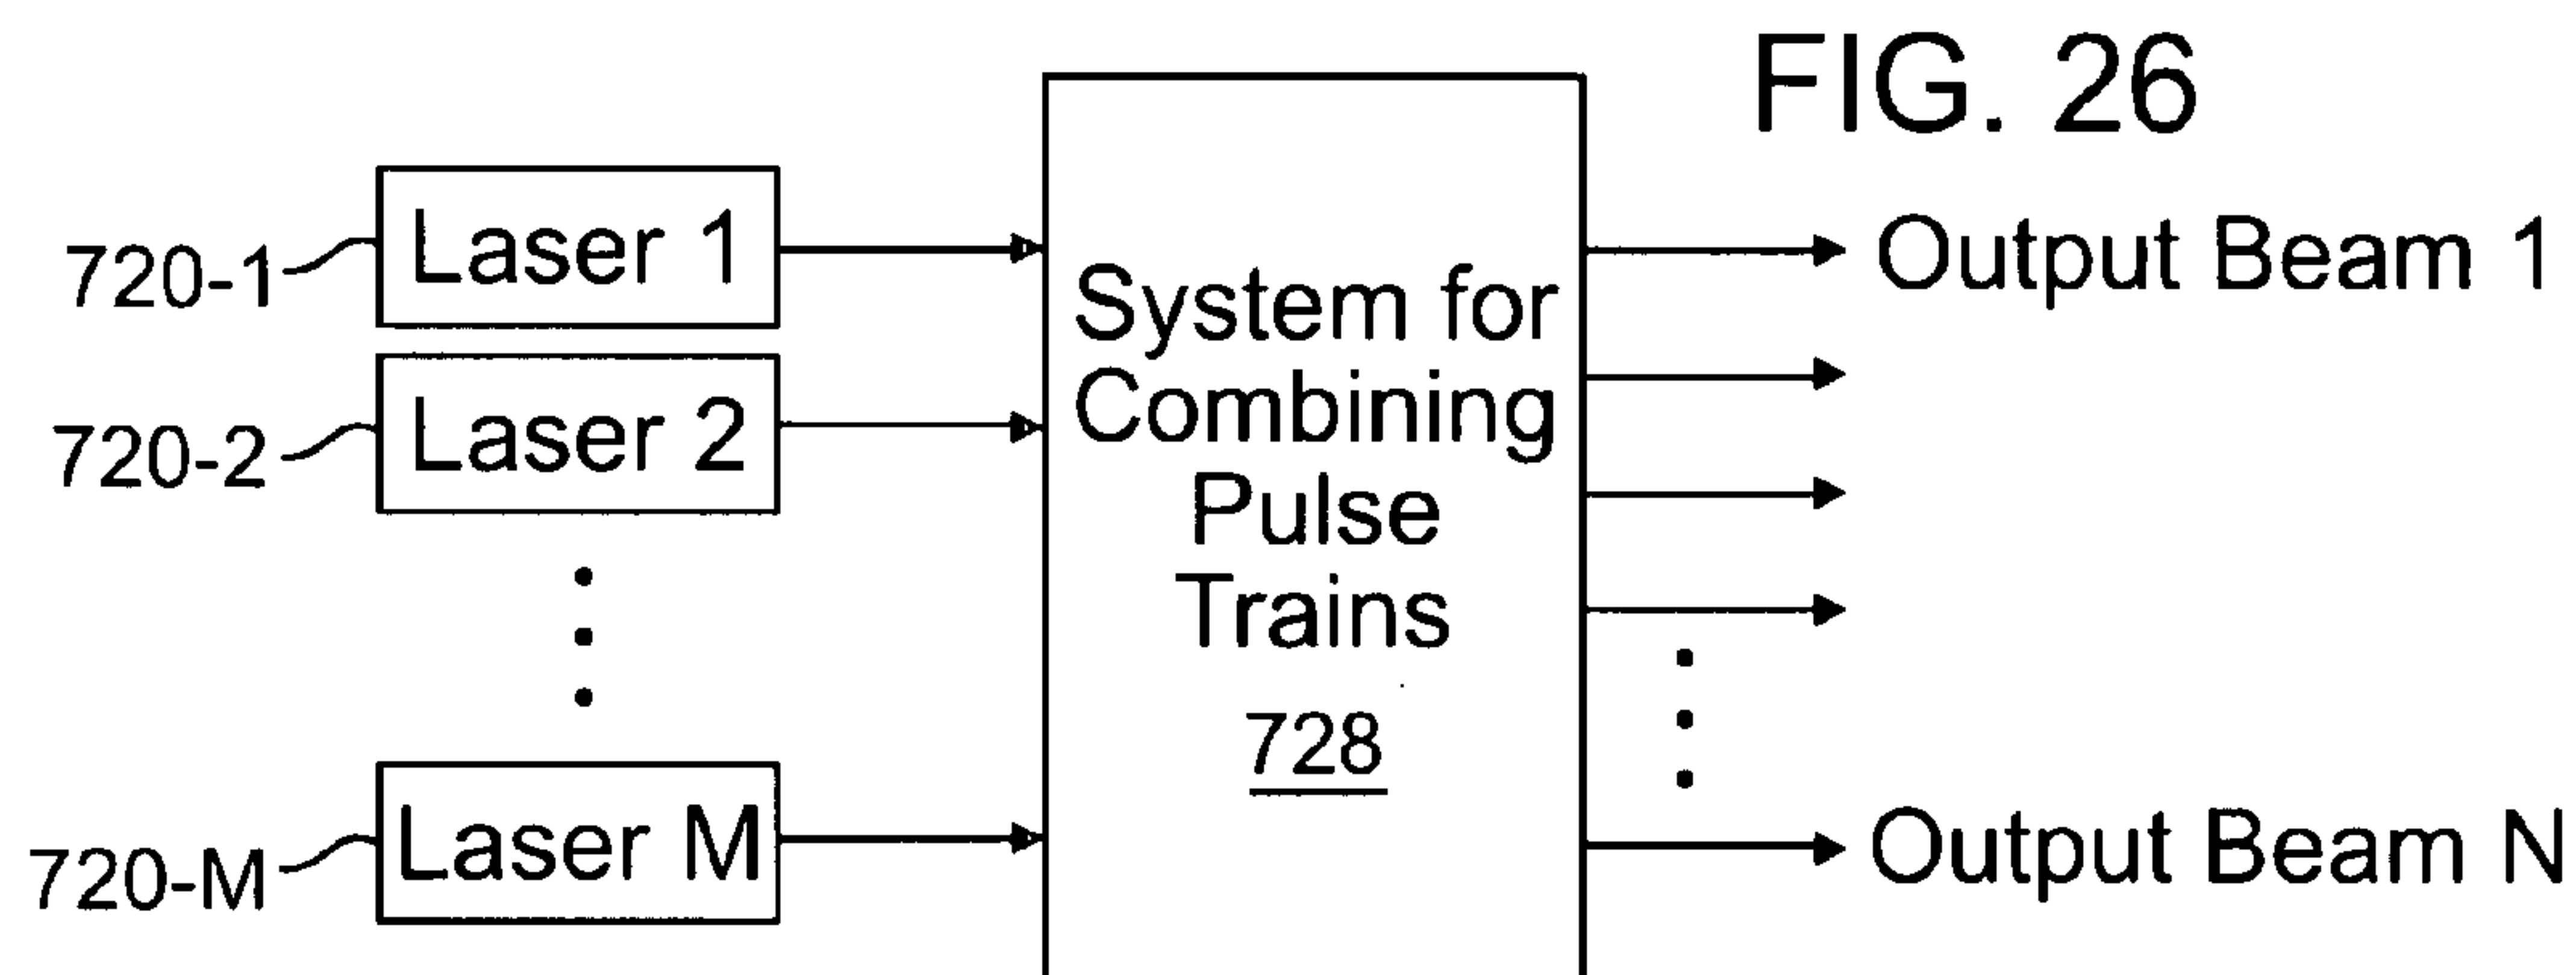 FIG. 26
720-1
Laser 1
720-2
Laser 2
720-M
Laser M
System for
Combining
Pulse
Trains
728
Output Beam 1
Output Beam N